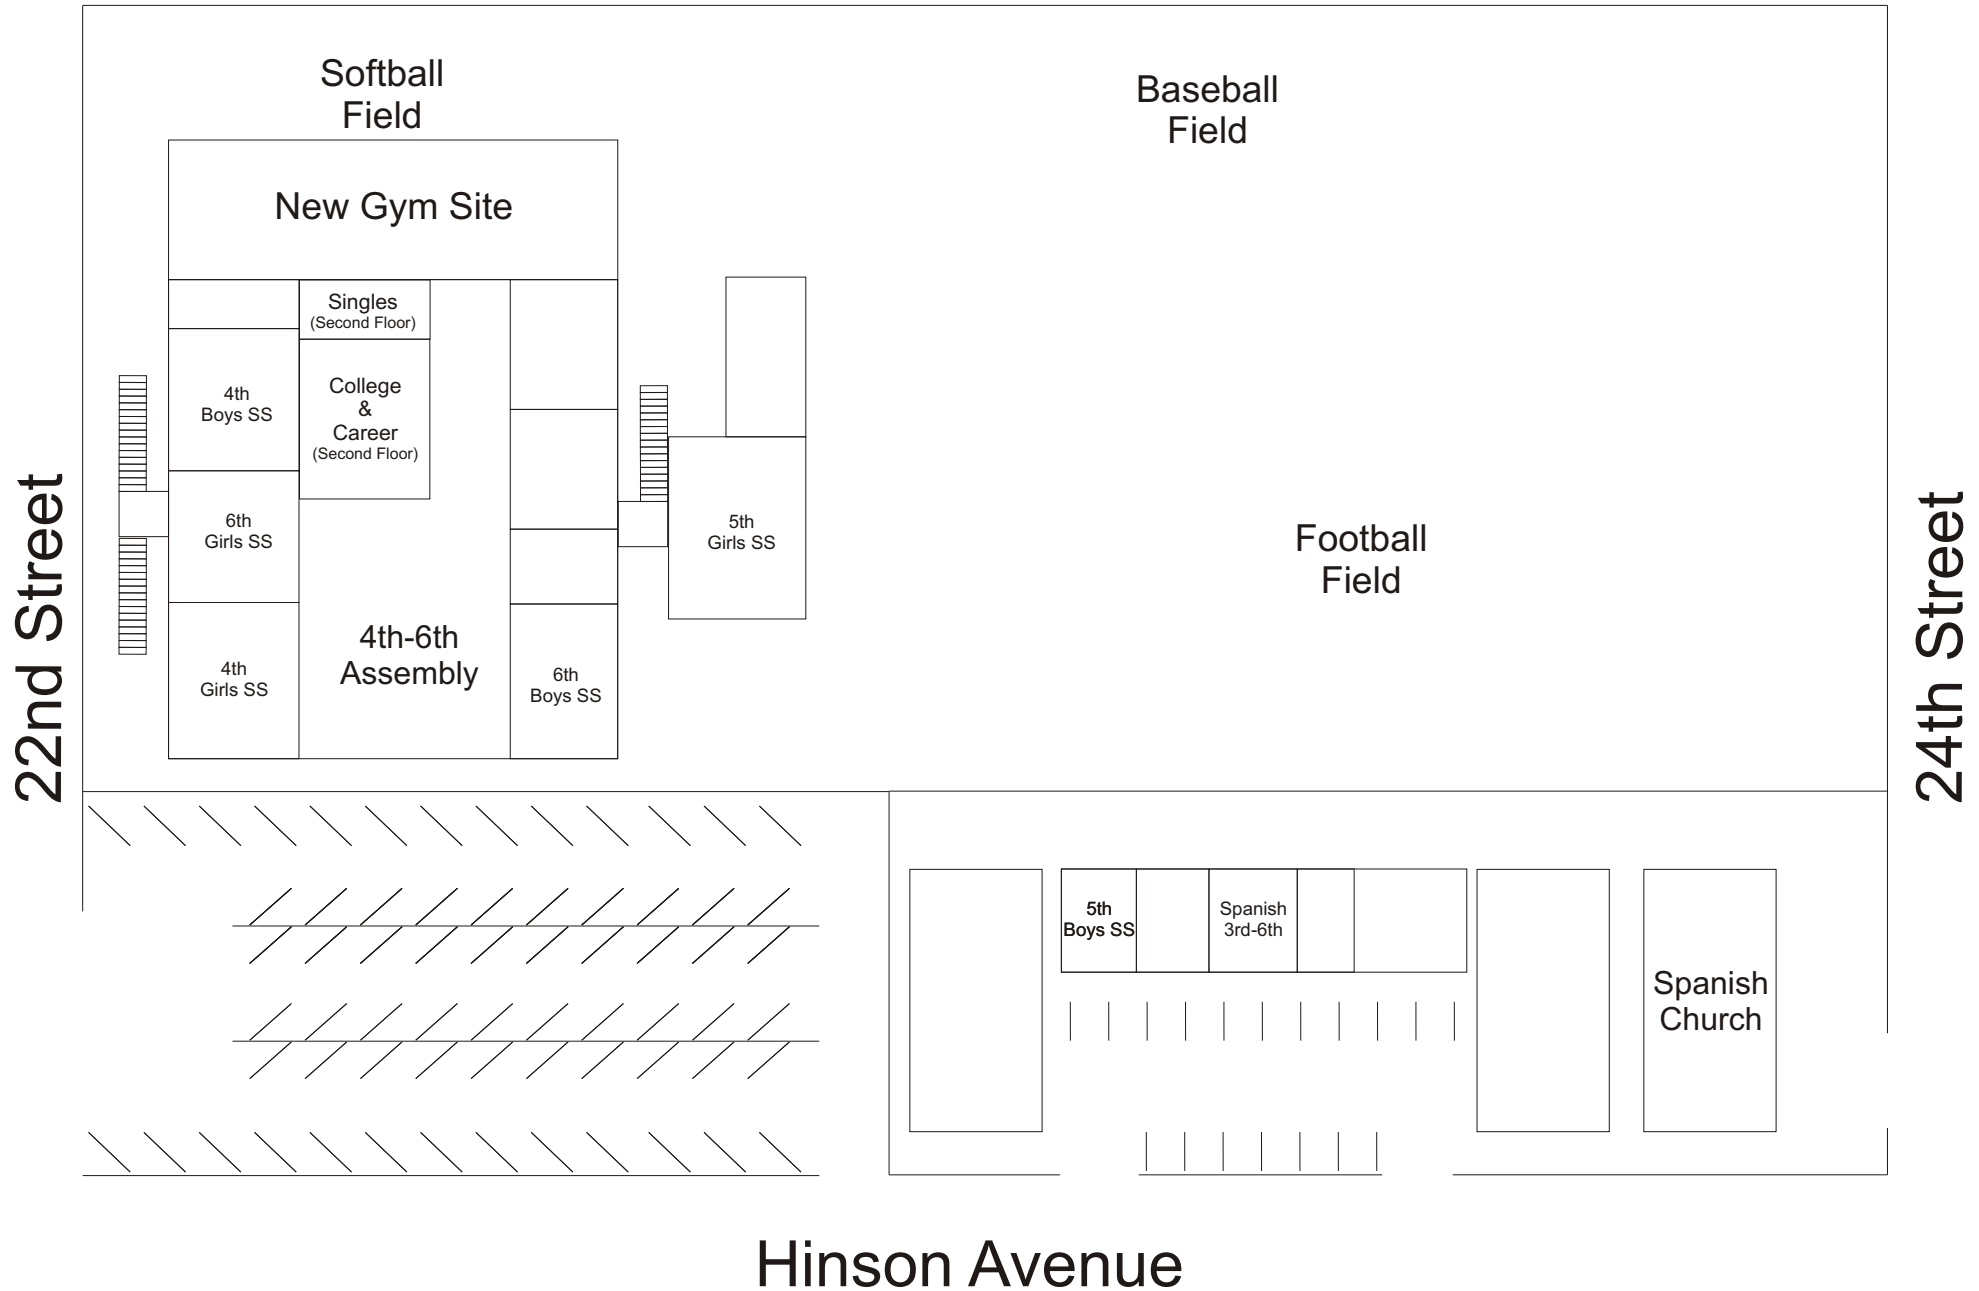 Softball
Field
Baseball
Field
New Gym Site
Singles
(Second Floor)
4th
Boys SS
College
&
Career
(Second Floor)
6th
Girls SS
5th
Girls SS
Football
Field
22nd Street
24th Street
4th-6th
Assembly
4th
Girls SS
6th
Boys SS
5th
Boys SS
Spanish
3rd-6th
Spanish
Church
Hinson Avenue